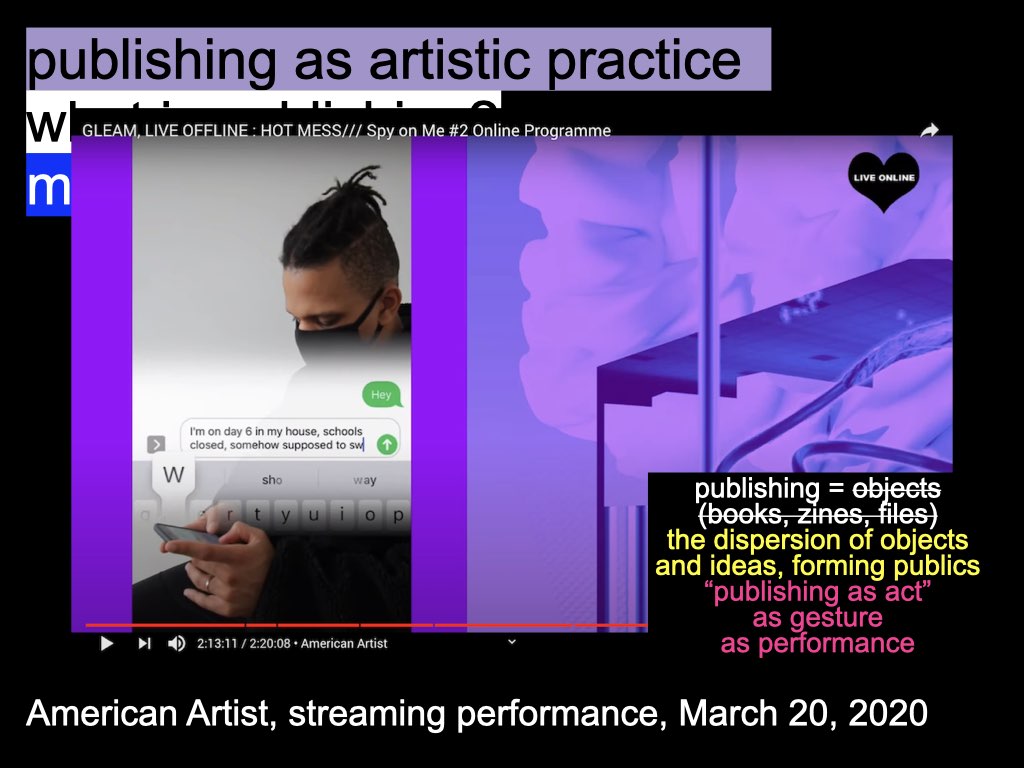 publishing as artistic practice
GLEAM, LIVE OFFLINE : HOT MESS/// Spy on Me #2 Online Programme
LIVE ONLINE
Hey
I'm on day 6 in my house, schools
closed, somehow supposed to sw
W
sho way
e r t y u i o p
publishing = objects
(books, zines, files)
the dispersion of objects
and ideas, forming publics
“publishing as act”
as gesture
as performance
2:13:11 / 2:20:08 • American Artist
American Artist, streaming performance, March 20, 2020